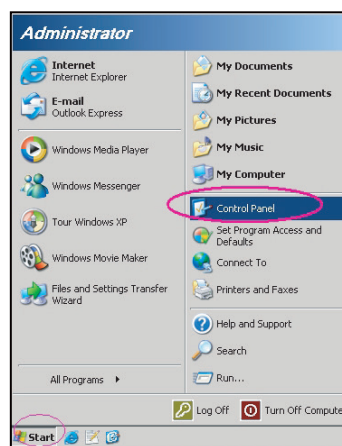 Administrator
Internet
Internet Explorer
E-mail
Outlook Express
Windows Media Player
Windows Messenger
Tour Windows XP
Windows Movie Maker
Files and Settings Transfer
Wizard
All Programs
My Documents
My Recent Documents
My Pictures
My Music
My Computer
Control Panel
Set Program Access and
Defaults
Connect To
Printers and Faxes
Help and Support
Search
Run...
Log Off
Turn Off Compute
Start